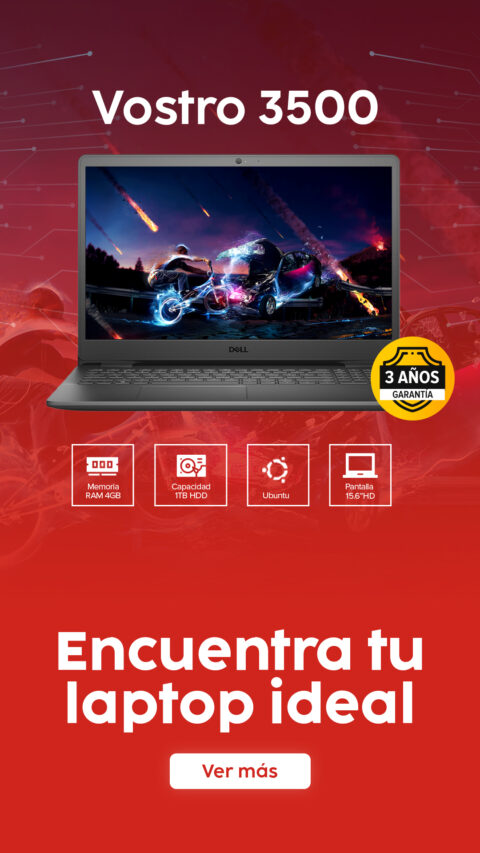 Vostro 3500
DELL
3 AÑOS
GARANTÍA
Memoria
RAM 4GB
Capacidad
1TB HDD
Ubuntu
Pantalla
15.6"HD
Encuentra tu
laptop ideal
Ver más